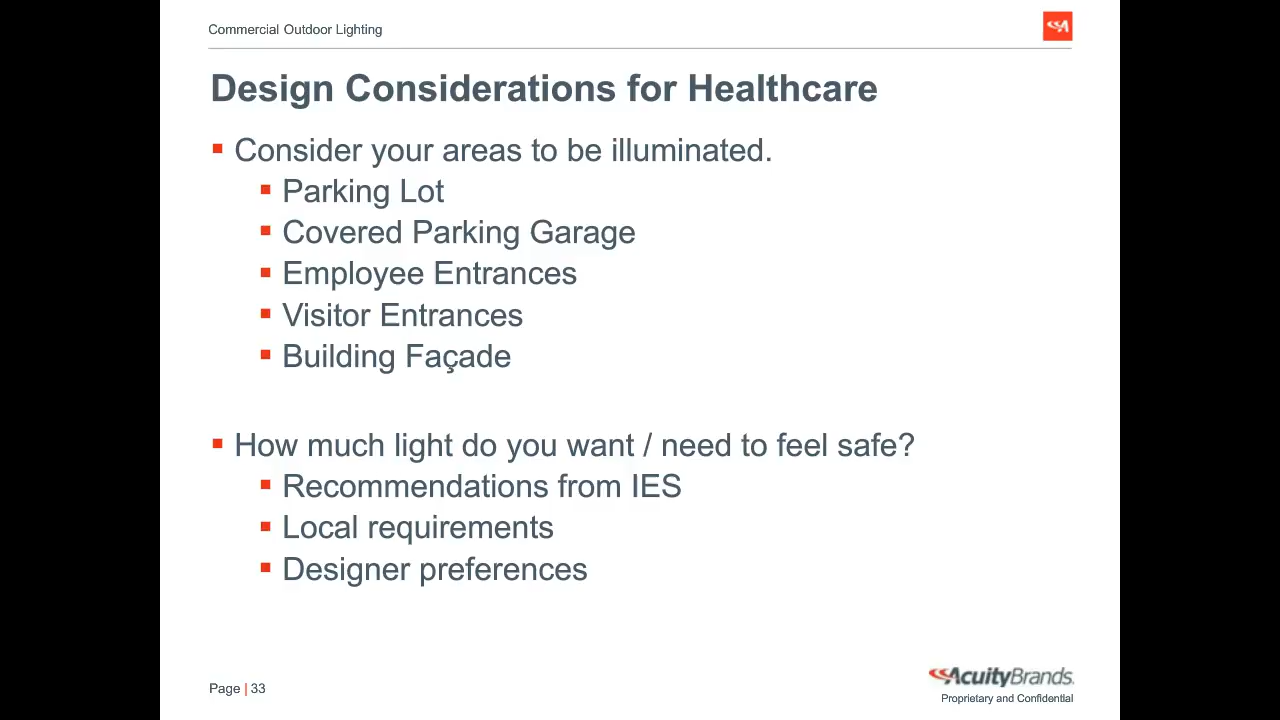 Commercial Outdoor Lighting
Design Considerations for Healthcare
Consider your areas to be illuminated.
Parking Lot
Covered Parking Garage
Employee Entrances
Visitor Entrances
Building Façade
How much light do you want / need to feel safe?
Recommendations from IES
Local requirements
Designer preferences
Page | 33
AcuityBrands.
Proprietary and Confidential